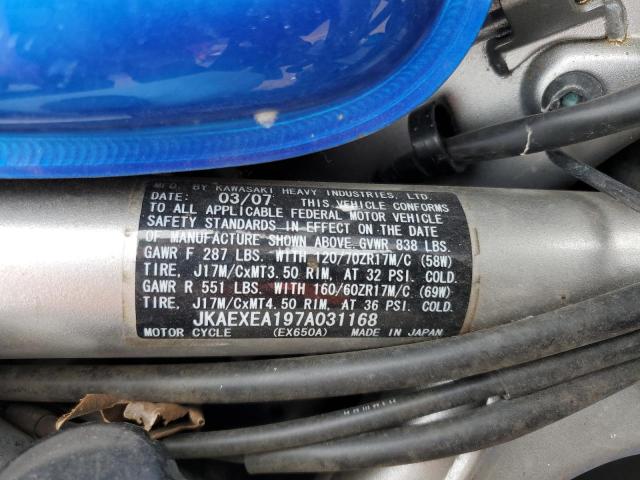 MFD. BY KAWASAKI HEAVY INDUSTRIES, LTD.
DATE: 03/07 THIS VEHICLE CONFORMS
TO ALL APPLICABLE FEDERAL MOTOR VEHICLE
SAFETY STANDARDS IN EFFECT ON THE DATE
OF MANUFACTURE SHOWN ABOVE. GVWR 838 LBS
GAWR F 287 LBS. WITH 120/70ZR17M/C (58W)
TIRE, J17M/CxMT3.50 RIM, AT 32 PSI. COLD.
GAWR R 551 LBS. WITH 160/60ZR17M/C (69W)
TIRE, J17M/CxMT4.50 RIM, AT 36 PSI. COLD.
JKAEXEA197A031168
MOTOR CYCLE (EX650A) MADE IN JAPAN